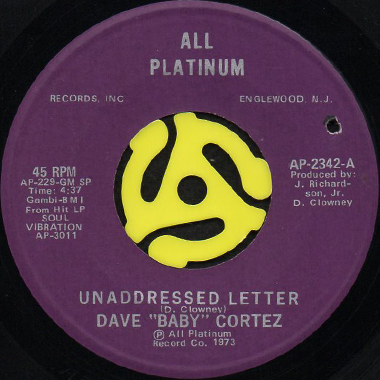 ALL
PLATINUM
RECORDS, INC
ENGLEWOOD, N.J.
45 RPM
AP-229-GM SP
Time: 4:37
Gambi-BMI
From Hit LP
SOUL
VIBRATION
AP-3011
AP-2342-A
Produced by:
J. Richard-
son, Jr.
D. Clowney
UNADDRESSED LETTER
(D. Clowney)
DAVE "BABY" CORTEZ
Ⓟ All Platinum
Record Co. 1973